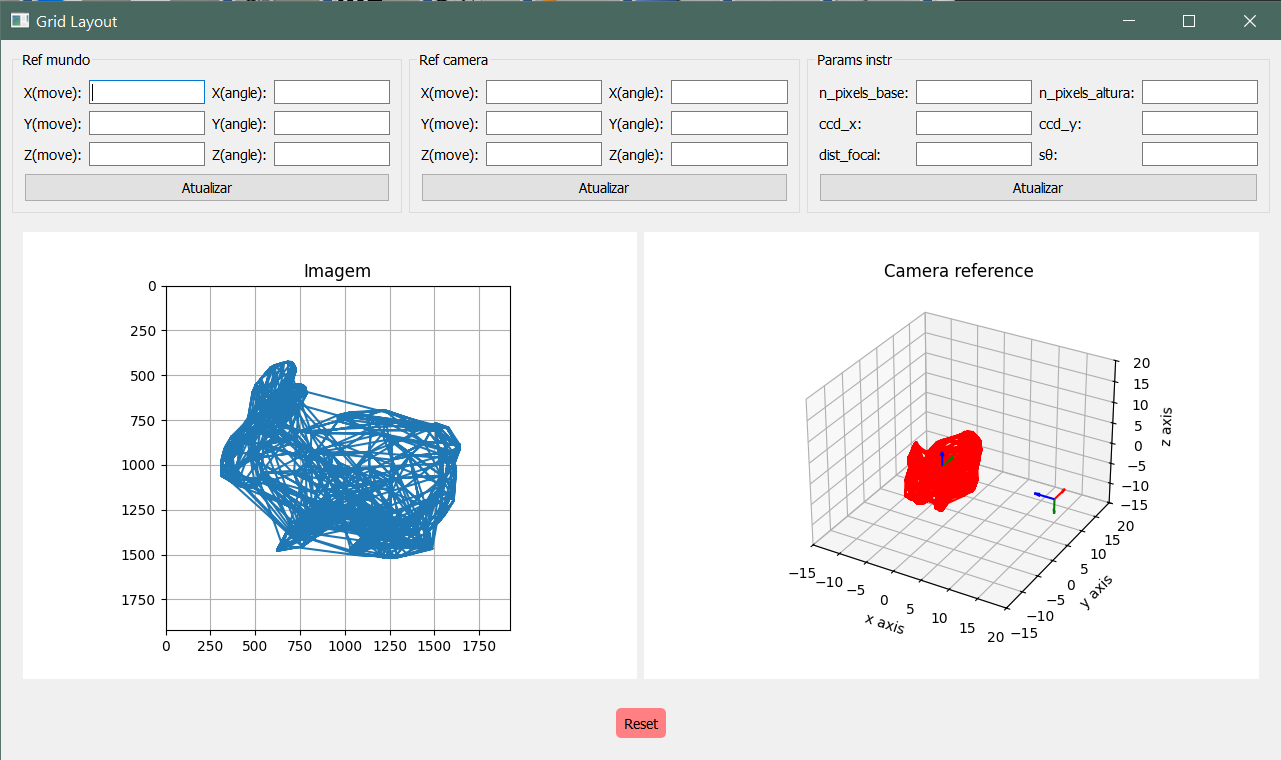 Grid Layout
Ref mundo
X(move): X(angle):
Y(move): Y(angle):
Z(move): Z(angle):
Atualizar
Ref camera
X(move): X(angle):
Y(move): Y(angle):
Z(move): Z(angle):
Atualizar
Params instr
n_pixels_base: n_pixels_altura:
ccd_x: ccd_y:
dist_focal: sθ:
Atualizar
Imagem
0
250
500
750
1000
1250
1500
1750
0 250 500 750 1000 1250 1500 1750
Camera reference
20
15
10
5
0
−5
−10
−15
z axis
20
15
10
5
0
−5
−10
−15
y axis
−15 −10 −5 0 5 10 15 20
x axis
Reset